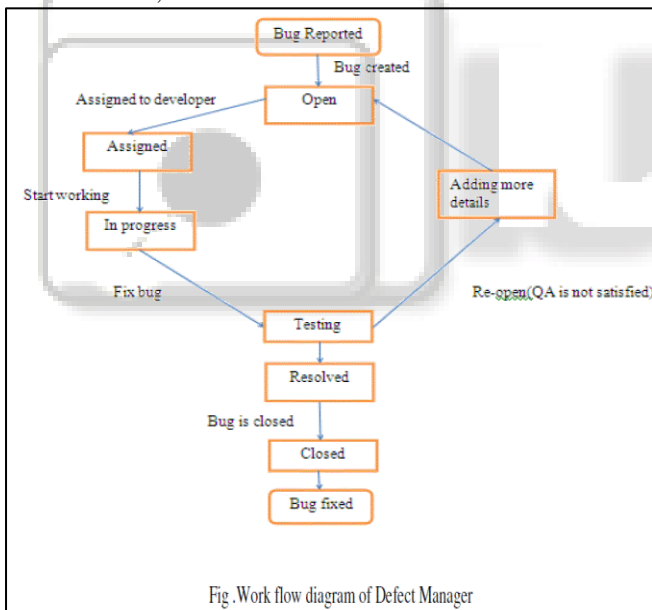 Bug Reported
Bug created
Assigned to developer
Open
Assigned
Start working
Adding more
details
In progress
Fix bug
Re-open(QA is not satisfied)
Testing
Resolved
Bug is closed
Closed
Bug fixed
Fig .Work flow diagram of Defect Manager